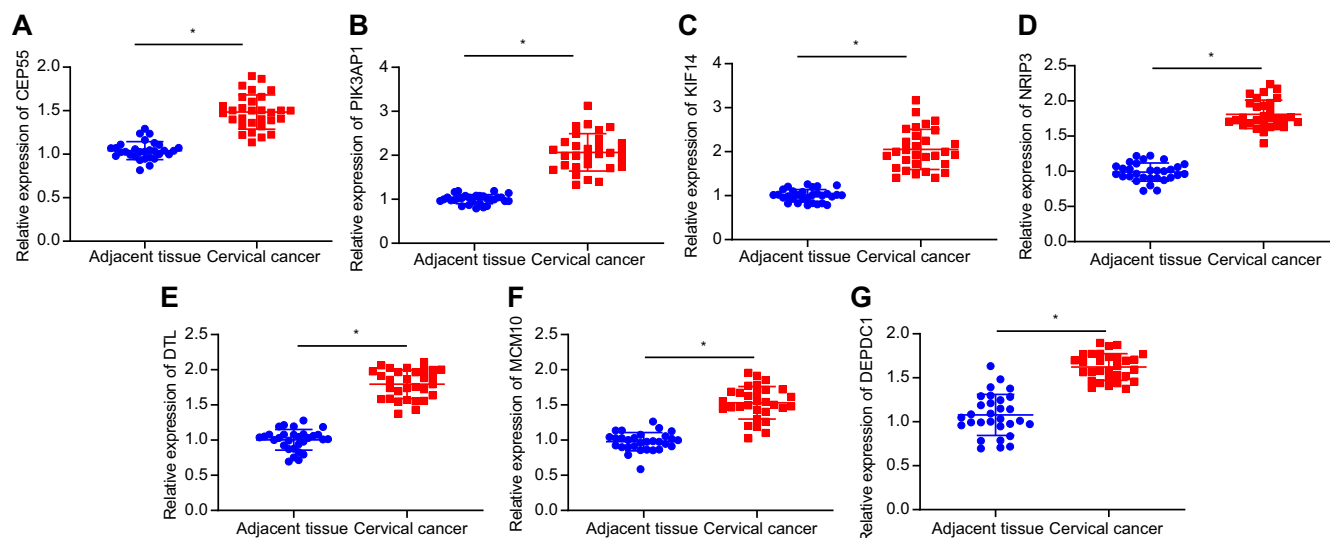 A
Relative expression of CEP55
2.0
1.5
1.0
0.5
0.0
*
Adjacent tissue Cervical cancer
B
Relative expression of PIK3AP1
4
3
2
1
0
*
Adjacent tissue Cervical cancer
C
Relative expression of KIF14
4
3
2
1
0
*
Adjacent tissue Cervical cancer
D
Relative expression of NRIP3
2.5
2.0
1.5
1.0
0.5
0.0
*
Adjacent tissue Cervical cancer
E
Relative expression of DTL
2.5
2.0
1.5
1.0
0.5
0.0
*
Adjacent tissue Cervical cancer
F
Relative expression of MCM10
2.5
2.0
1.5
1.0
0.5
0.0
*
Adjacent tissue Cervical cancer
G
Relative expression of DEPDC1
2.0
1.5
1.0
0.5
0.0
*
Adjacent tissue Cervical cancer